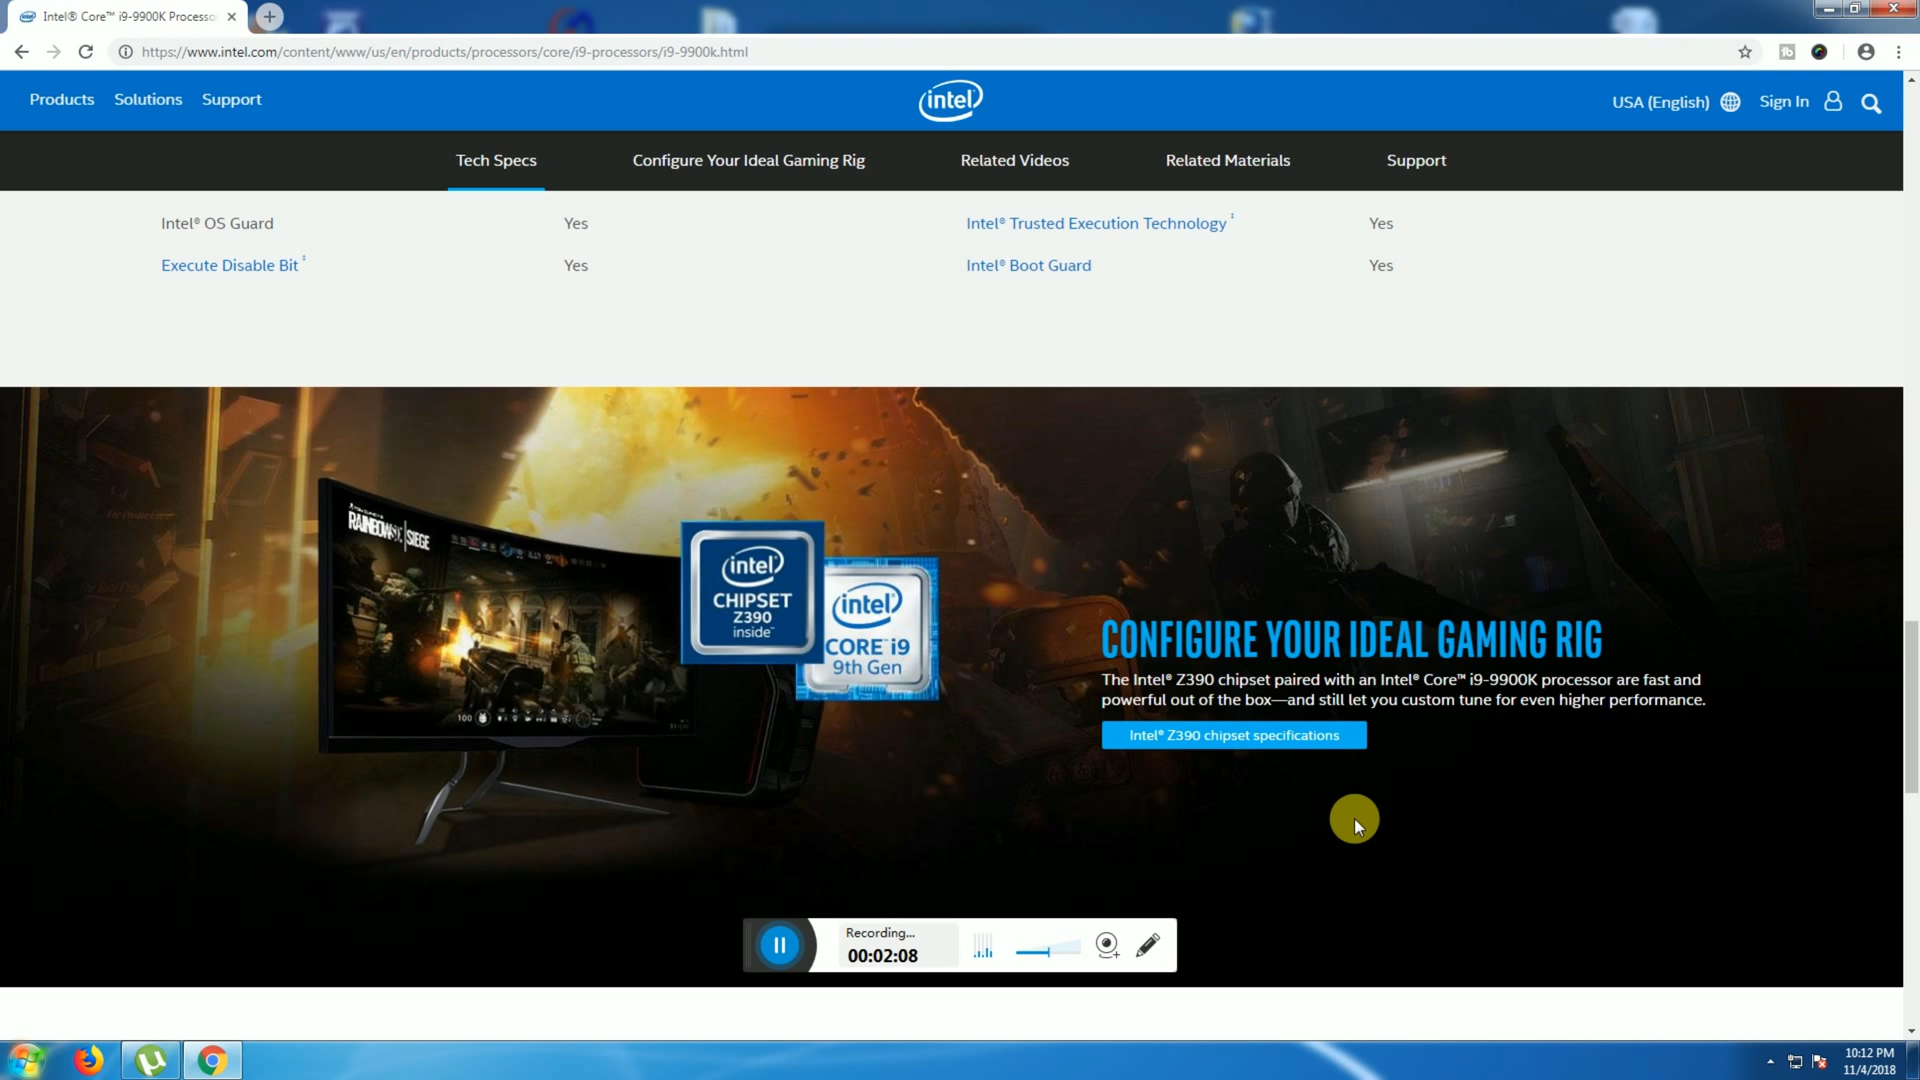 Intel® Core™ i9-9900K Processo
https://www.intel.com/content/www/us/en/products/processors/core/i9-processors/i9-9900k.html
Products Solutions Support
intel
USA (English) Sign In
Tech Specs Configure Your Ideal Gaming Rig Related Videos Related Materials Support
Intel® OS Guard Yes Intel® Trusted Execution Technology ‡ Yes
Execute Disable Bit ‡ Yes Intel® Boot Guard Yes
RAINBOW SIX | SIEGE
100
intel
CHIPSET
Z390
inside™
intel
CORE™ i9
9th Gen
CONFIGURE YOUR IDEAL GAMING RIG
The Intel® Z390 chipset paired with an Intel® Core™ i9-9900K processor are fast and
powerful out of the box—and still let you custom tune for even higher performance.
Intel® Z390 chipset specifications
Recording...
00:02:08
10:12 PM
11/4/2018